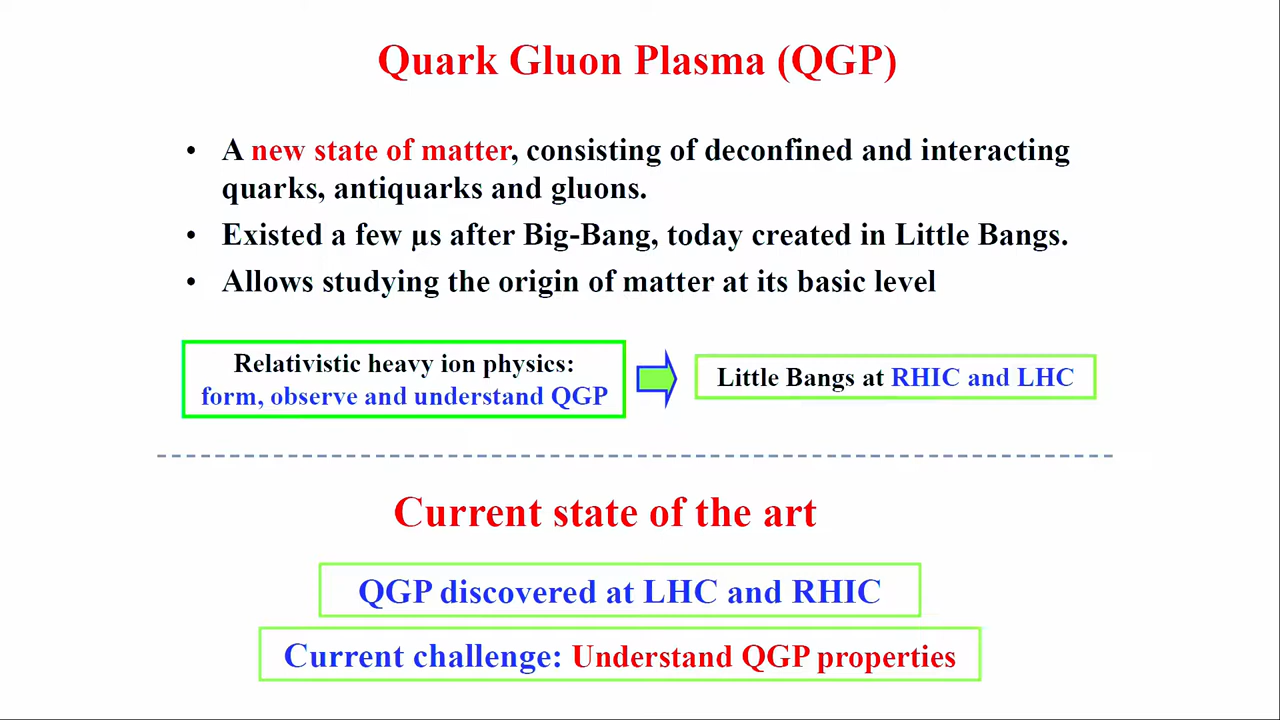 Quark Gluon Plasma (QGP)
• A new state of matter, consisting of deconfined and interacting
quarks, antiquarks and gluons.
• Existed a few µs after Big-Bang, today created in Little Bangs.
• Allows studying the origin of matter at its basic level
Relativistic heavy ion physics:
form, observe and understand QGP
Little Bangs at RHIC and LHC
Current state of the art
QGP discovered at LHC and RHIC
Current challenge: Understand QGP properties